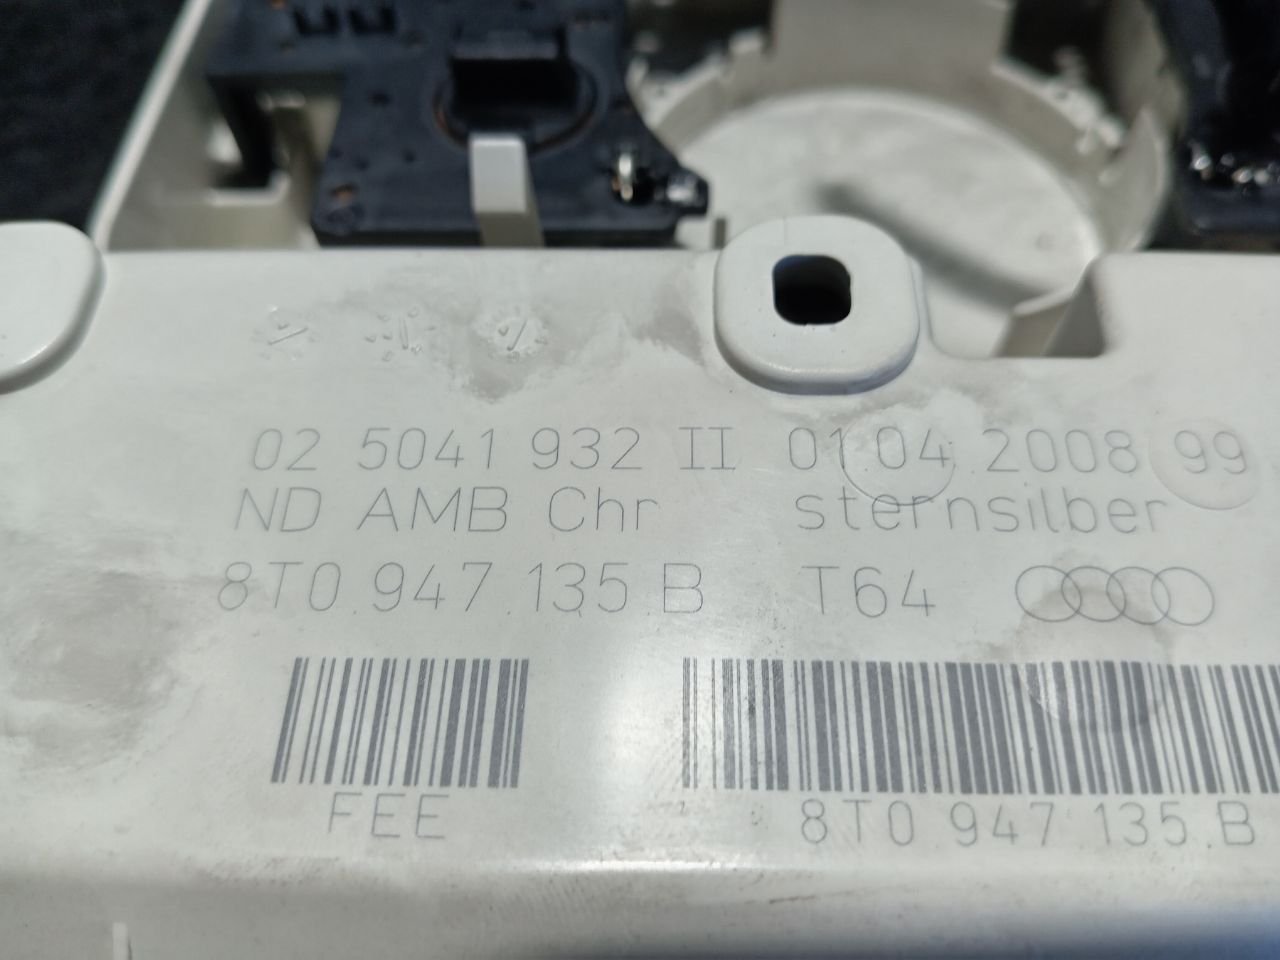 02 5041 932 II 01.04.2008 99
ND AMB Chr sternsilber
8T0.947.135.B T64
FEE
8T0.947.135.B